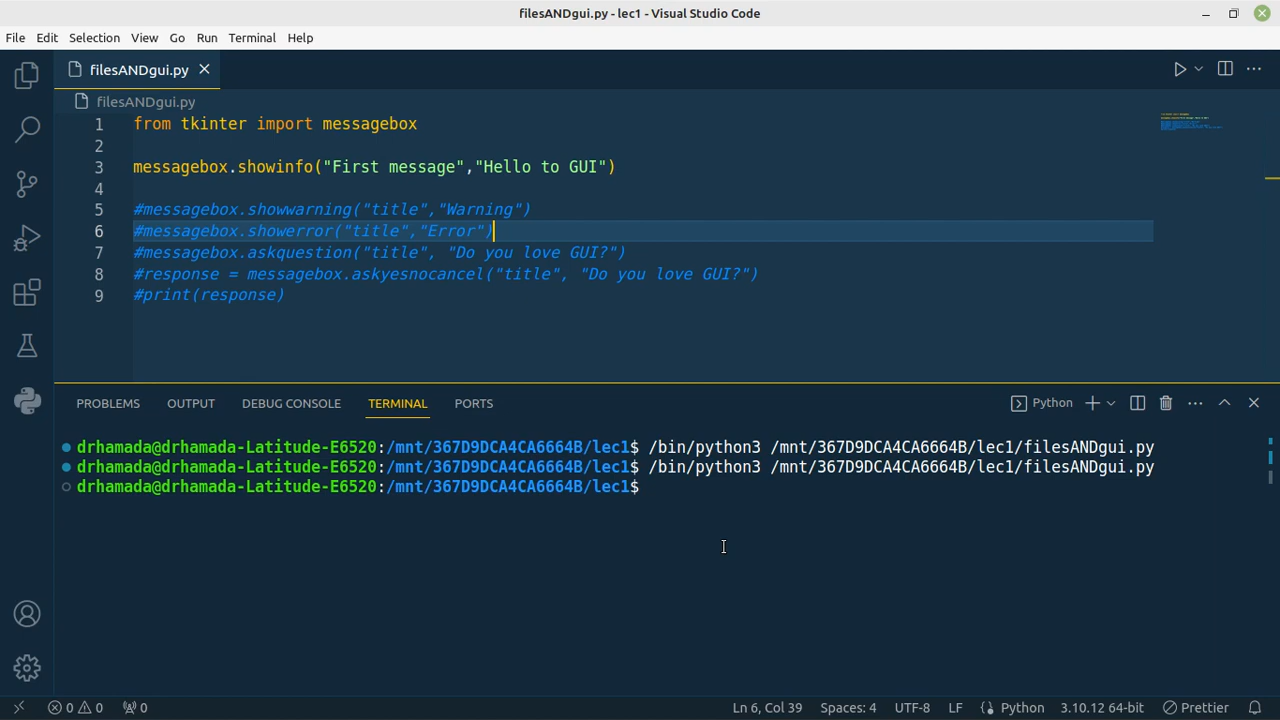 filesANDgui.py - lec1 - Visual Studio Code
File Edit Selection View Go Run Terminal Help
filesANDgui.py
filesANDgui.py
1 from tkinter import messagebox
2
3 messagebox.showinfo("First message","Hello to GUI")
4
5 #messagebox.showwarning("title","Warning")
6 #messagebox.showerror("title","Error")
7 #messagebox.askquestion("title", "Do you love GUI?")
8 #response = messagebox.askyesnocancel("title", "Do you love GUI?")
9 #print(response)
PROBLEMS OUTPUT DEBUG CONSOLE TERMINAL PORTS Python
drhamada@drhamada-Latitude-E6520:/mnt/367D9DCA4CA6664B/lec1$ /bin/python3 /mnt/367D9DCA4CA6664B/lec1/filesANDgui.py
drhamada@drhamada-Latitude-E6520:/mnt/367D9DCA4CA6664B/lec1$ /bin/python3 /mnt/367D9DCA4CA6664B/lec1/filesANDgui.py
drhamada@drhamada-Latitude-E6520:/mnt/367D9DCA4CA6664B/lec1$
0 0 0 Ln 6, Col 39 Spaces: 4 UTF-8 LF Python 3.10.12 64-bit Prettier